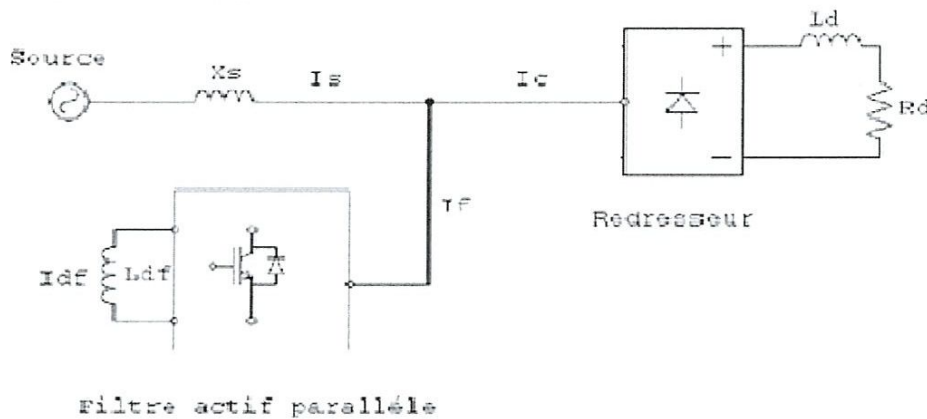 Source
Xs
Is
Ic
Ld
+
Rd
−
If
Redresseur
Idf
Ldf
Filtre actif paralléle